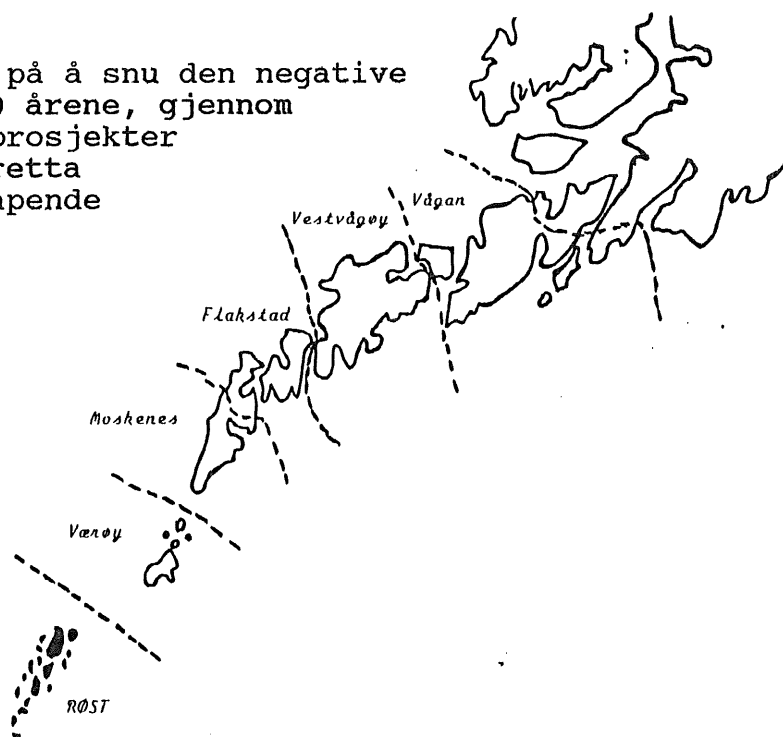 på å snu den negative
årene, gjennom
prosjekter
retta
pende
Vågan
Vestvågøy
Flakstad
Moskenes
Værøy
RØST